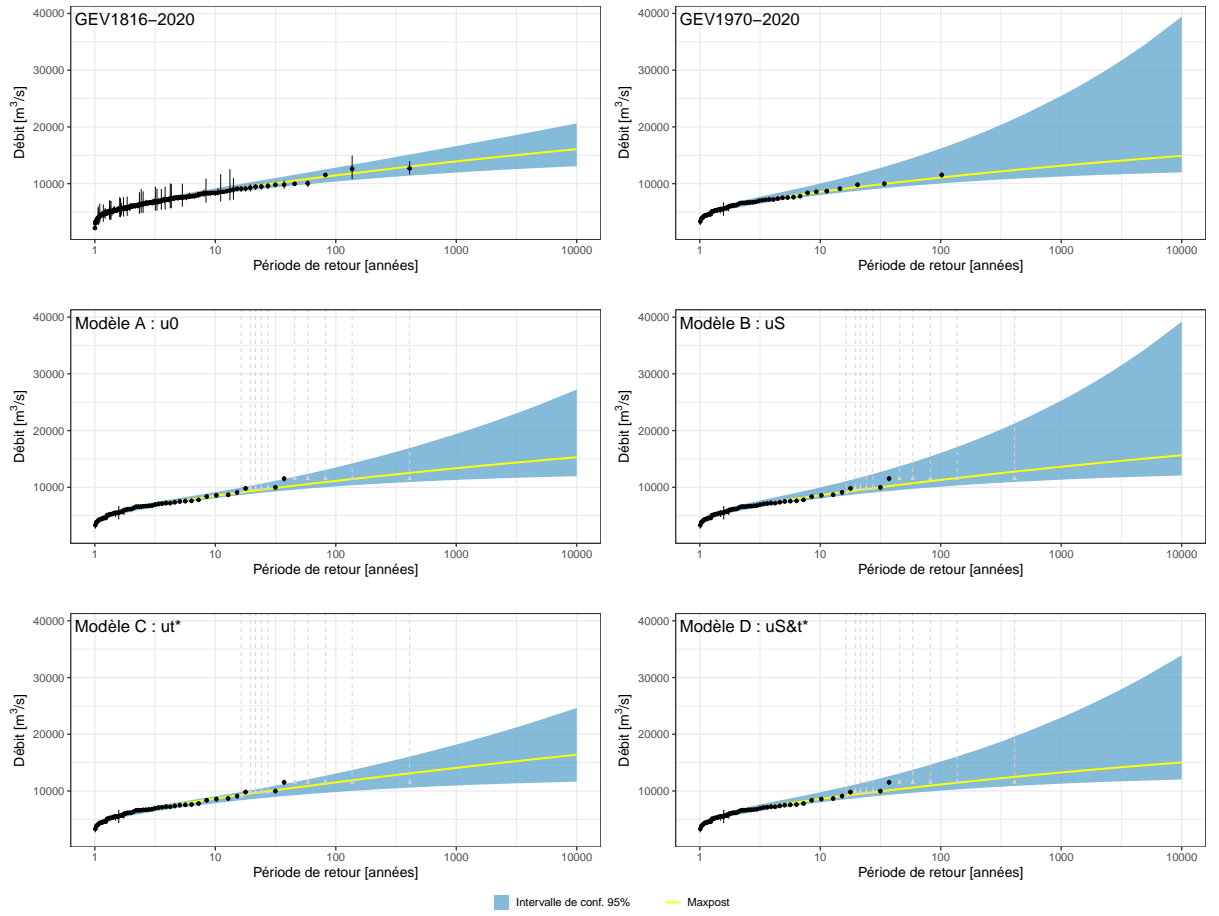 GEV1816−2020
40000
30000
20000
10000
Débit [m³/s]
1
10
100
1000
10000
Période de retour [années]
GEV1970−2020
40000
30000
20000
10000
Débit [m³/s]
1
10
100
1000
10000
Période de retour [années]
Modèle A : u0
40000
30000
20000
10000
Débit [m³/s]
1
10
100
1000
10000
Période de retour [années]
Modèle B : uS
40000
30000
20000
10000
Débit [m³/s]
1
10
100
1000
10000
Période de retour [années]
Modèle C : ut*
40000
30000
20000
10000
Débit [m³/s]
1
10
100
1000
10000
Période de retour [années]
Modèle D : uS&t*
40000
30000
20000
10000
Débit [m³/s]
1
10
100
1000
10000
Période de retour [années]
Intervalle de conf. 95%
Maxpost